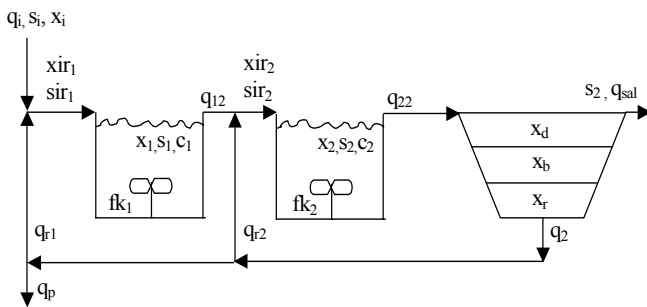 qi, si, xi
xir1
sir1
q12
xir2
sir2
q22
s2, qsal
x1,s1,c1
x2,s2,c2
xd
xb
xr
fk1
fk2
qr1
qr2
q2
qp